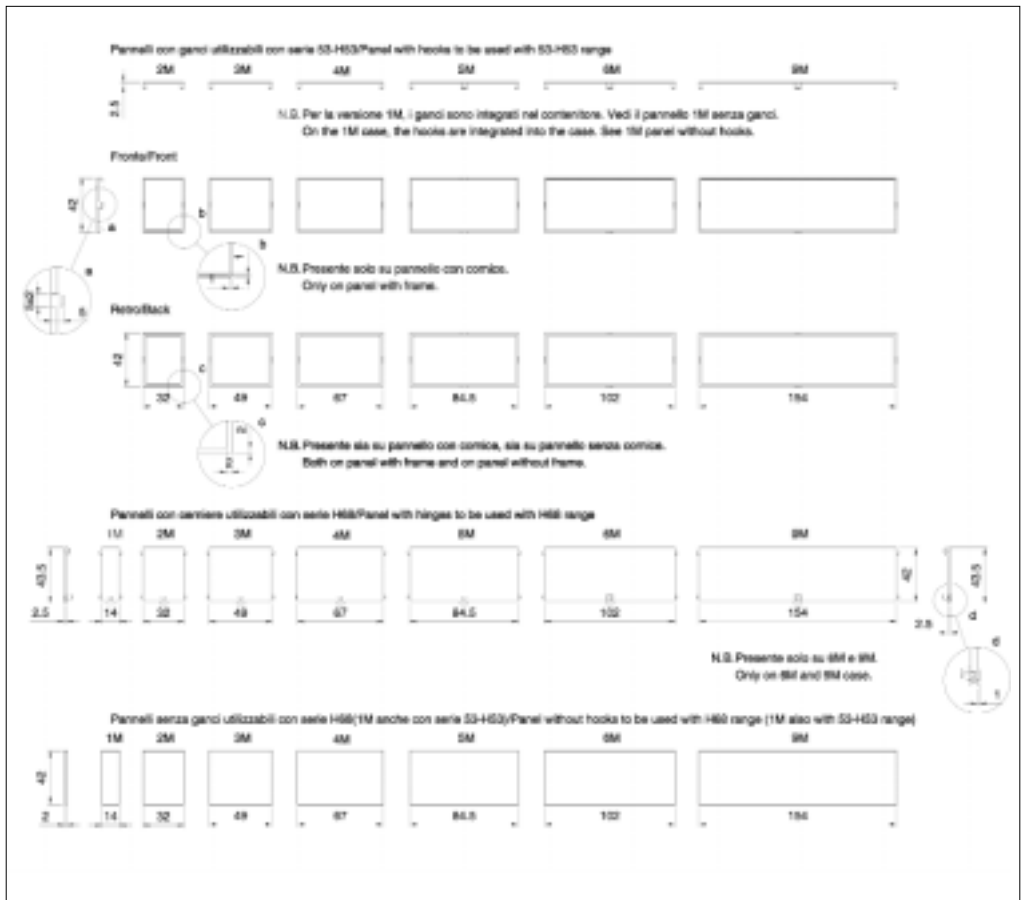 Pannelli con ganci utilizzabili con serie 53-H53/Panel with hooks to be used with 53-H53 range
2M 3M 4M 5M 6M 9M
2.5
N.B. Per la versione 1M, i ganci sono integrati nel contenitore. Vedi il pannello 1M senza ganci.
On the 1M case, the hooks are integrated into the case. See 1M panel without hooks.
Fronte/Front
42
a
b
b
a
N.B. Presente solo su pannello con cornice.
Only on panel with frame.
Retro/Back
42
c
32 49 67 84.5 102 154
c
2
2
N.B. Presente sia su pannello con cornice, sia su pannello senza cornice.
Both on panel with frame and on panel without frame.
Pannelli con cerniere utilizzabili con serie H68/Panel with hinges to be used with H68 range
1M 2M 3M 4M 5M 6M 9M
43.5 42 43.5
2.5 14 32 49 67 84.5 102 154 2.5
d
d
N.B. Presente solo su 6M e 9M.
Only on 6M and 9M case.
1
Pannelli senza ganci utilizzabili con serie H68(1M anche con serie 53-H53)/Panel without hooks to be used with H68 range (1M also with 53-H53 range)
1M 2M 3M 4M 5M 6M 9M
42
2 14 32 49 67 84.5 102 154